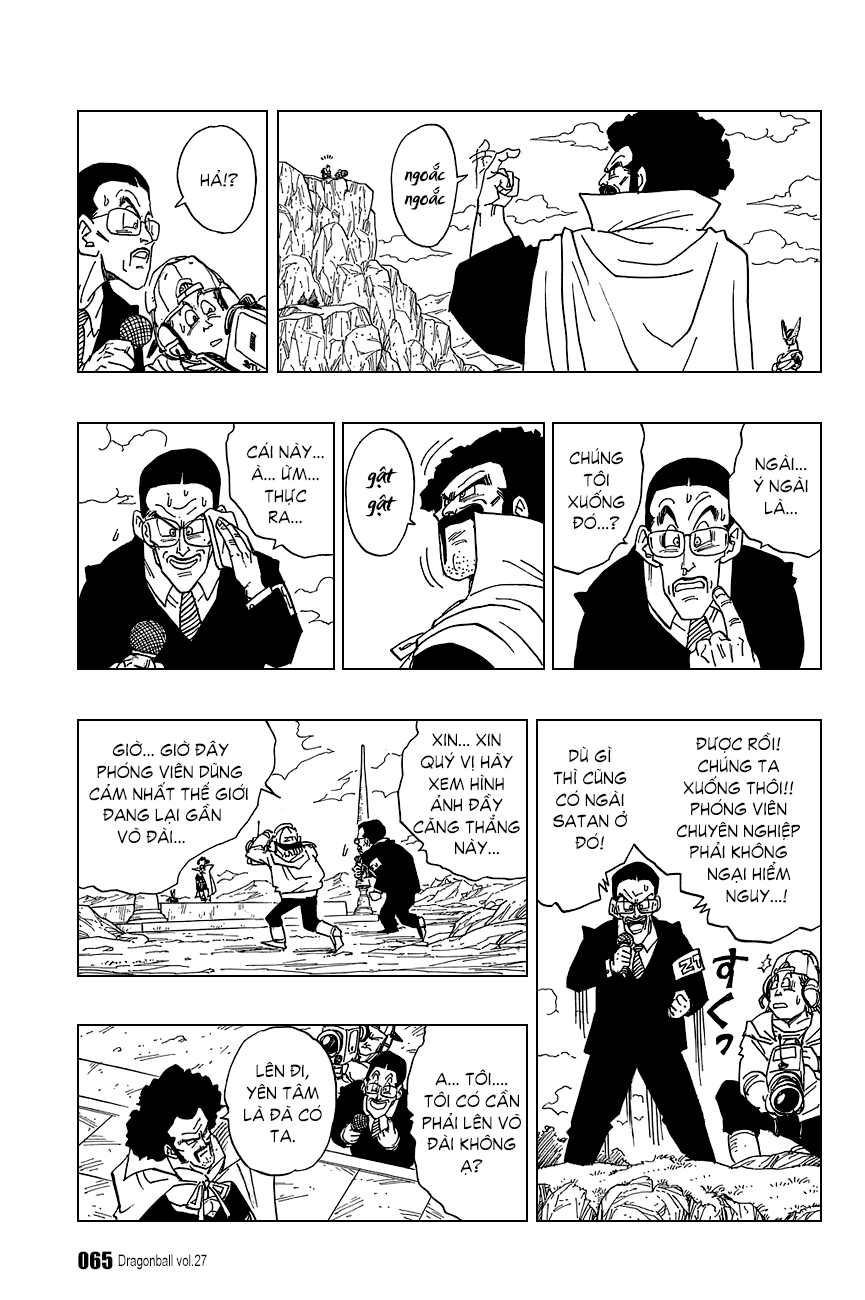 ngoắc
ngoắc
HẢ!?
NGÀI...
Ý NGÀI
LÀ...
CHÚNG
TÔI
XUỐNG
ĐÓ...?
gật
gật
CÁI NÀY...
À... ỪM...
THỰC
RA...
ĐƯỢC RỒI!
CHÚNG TA
XUỐNG THÔI!!
PHÓNG VIÊN
CHUYÊN NGHIỆP
PHẢI KHÔNG
NGẠI HIỂM
NGUY...!
DÙ GÌ
THÌ CŨNG
CÓ NGÀI
SATAN Ở
ĐÓ!
27
すくっ
XIN... XIN
QUÝ VỊ HÃY
XEM HÌNH
ẢNH ĐẦY
CĂNG THẲNG
NÀY...
GIỜ... GIỜ ĐÂY
PHÓNG VIÊN DŨNG
CẢM NHẤT THẾ GIỚI
ĐANG LẠI GẦN
VÕ ĐÀI...
A... TÔI....
TÔI CÓ CẦN
PHẢI LÊN VÕ
ĐÀI KHÔNG
Ạ?
LÊN ĐI,
YÊN TÂM
LÀ ĐÃ CÓ
TA.
065 Dragonball vol.27